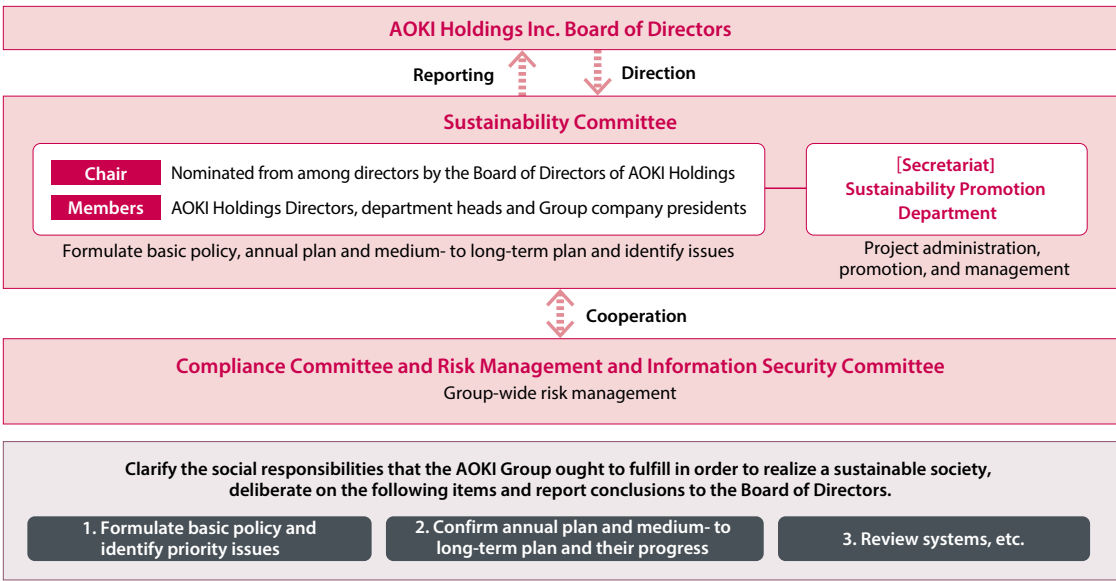 AOKI Holdings Inc. Board of Directors
Reporting
Direction
Sustainability Committee
Chair
Nominated from among directors by the Board of Directors of AOKI Holdings
Members
AOKI Holdings Directors, department heads and Group company presidents
Formulate basic policy, annual plan and medium- to long-term plan and identify issues
[Secretariat]
Sustainability Promotion
Department
Project administration,
promotion, and management
Cooperation
Compliance Committee and Risk Management and Information Security Committee
Group-wide risk management
Clarify the social responsibilities that the AOKI Group ought to fulfill in order to realize a sustainable society,
deliberate on the following items and report conclusions to the Board of Directors.
1. Formulate basic policy and
identify priority issues
2. Confirm annual plan and medium- to
long-term plan and their progress
3. Review systems, etc.